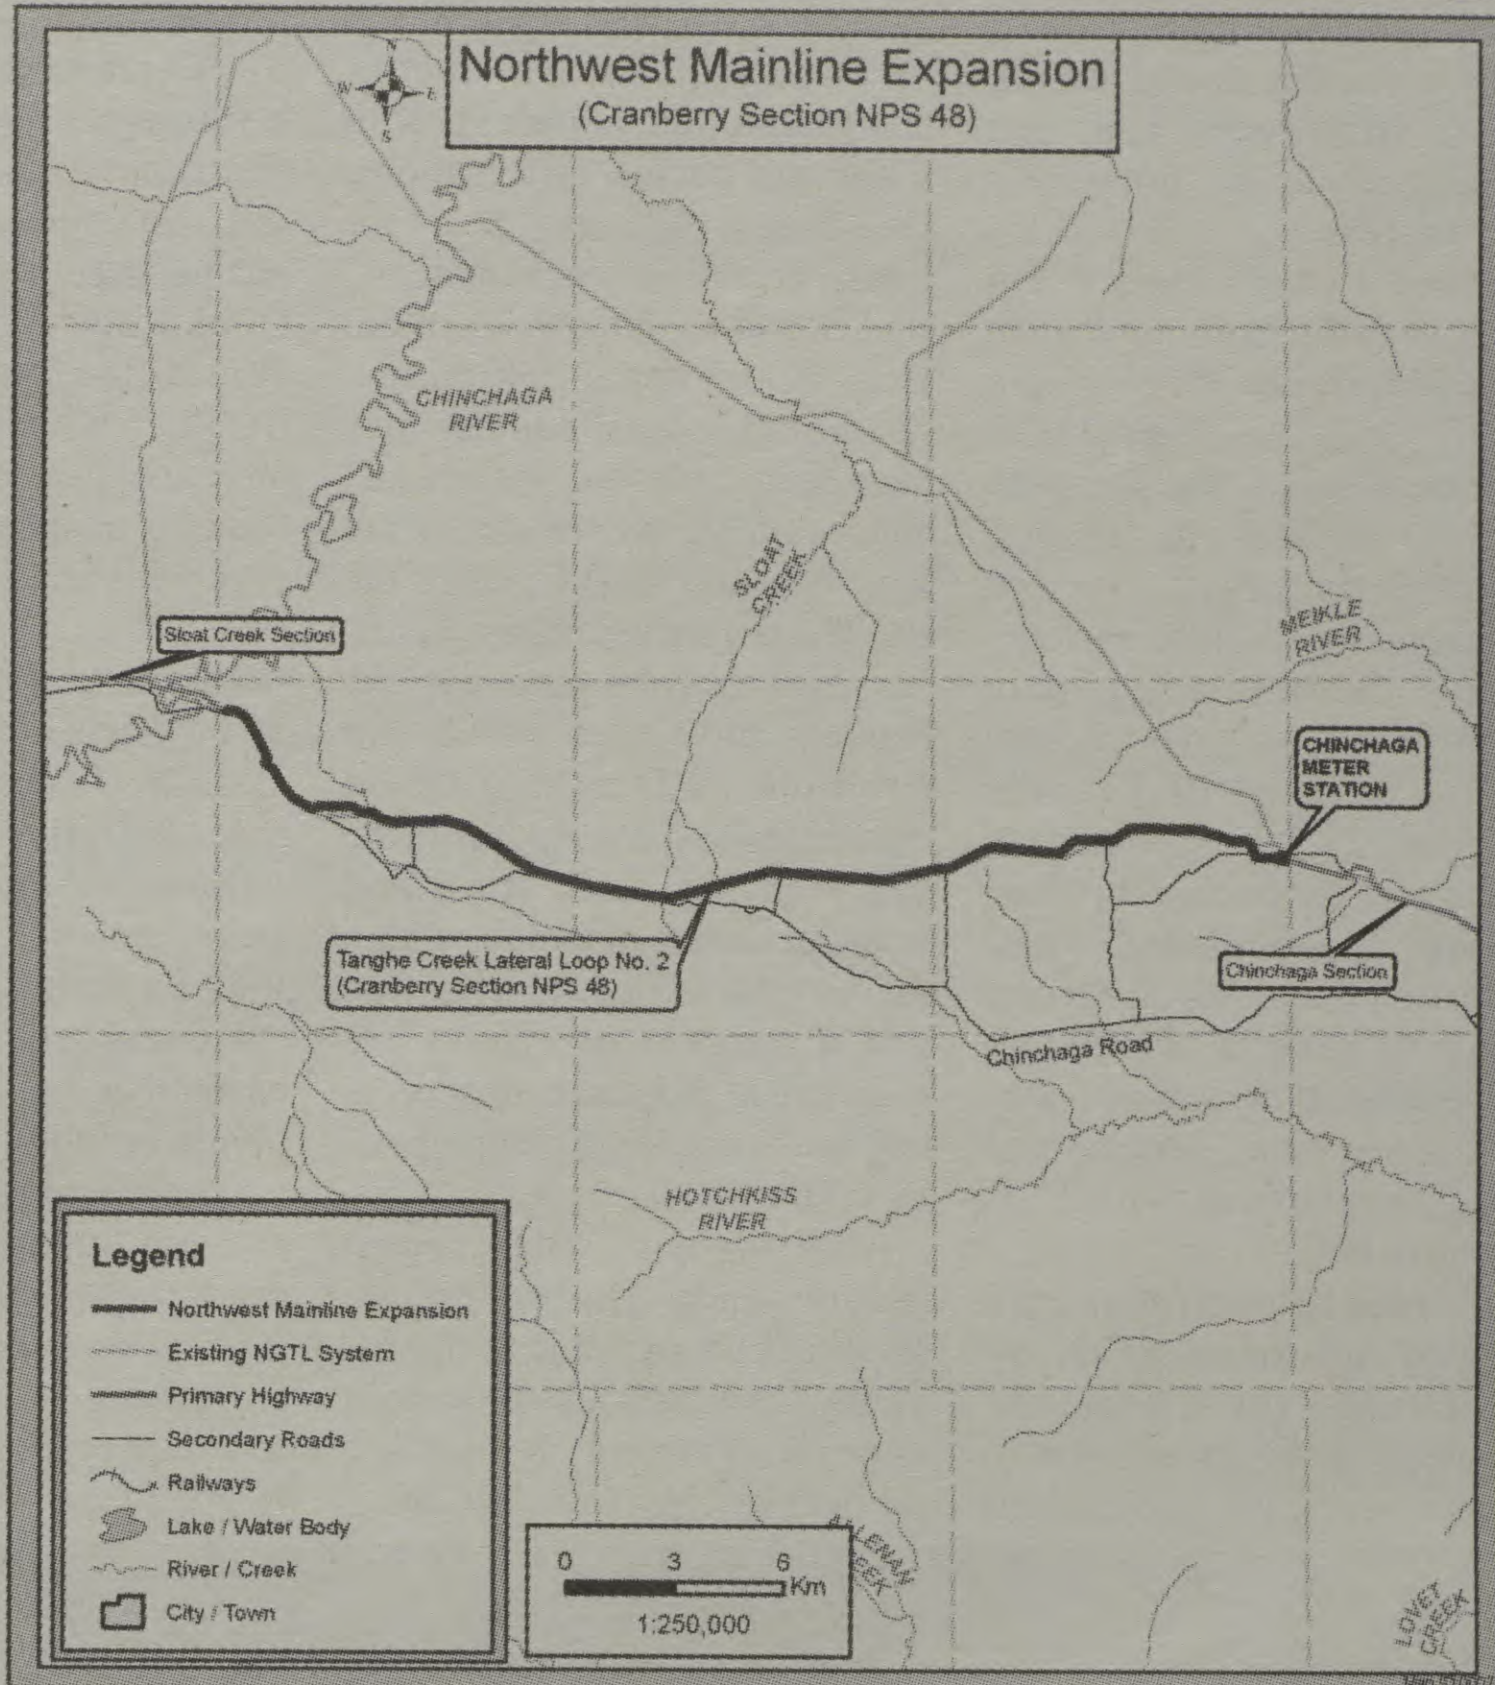 Northwest Mainline Expansion
(Cranberry Section NPS 48)
N
W
E
S
CHINCHAGA
RIVER
SLOAT
CREEK
MEIKLE
RIVER
Sloat Creek Section
CHINCHAGA
METER
STATION
Tanghe Creek Lateral Loop No. 2
(Cranberry Section NPS 48)
Chinchaga Section
Chinchaga Road
HOTCHKISS
RIVER
Legend
Northwest Mainline Expansion
Existing NGTL System
Primary Highway
Secondary Roads
Railways
Lake / Water Body
River / Creek
City / Town
0 3 6
Km
1:250,000
LOVET
CREEK